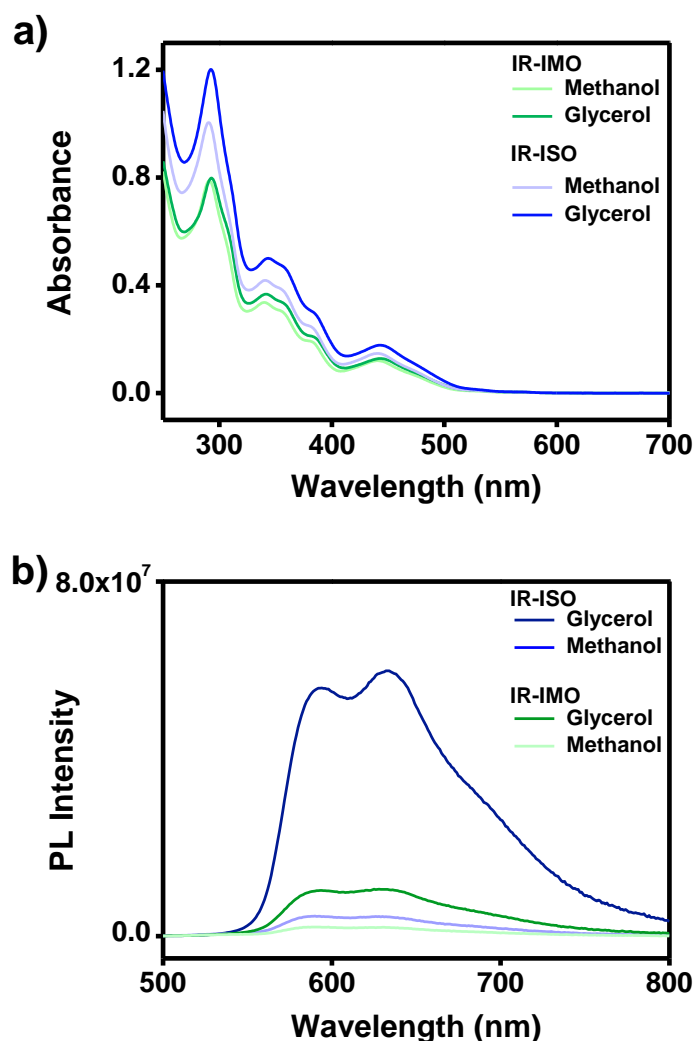 a)
IR-IMO
Methanol
Glycerol
IR-ISO
Methanol
Glycerol
1.2
0.8
0.4
0.0
Absorbance
300 400 500 600 700
Wavelength (nm)
b)
8.0x10⁷
IR-ISO
Glycerol
Methanol
IR-IMO
Glycerol
Methanol
PL Intensity
0.0
500 600 700 800
Wavelength (nm)